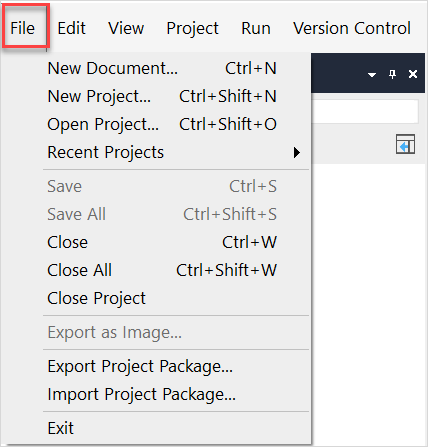 File Edit View Project Run Version Control
New Document... Ctrl+N
New Project... Ctrl+Shift+N
Open Project... Ctrl+Shift+O
Recent Projects
Save Ctrl+S
Save All Ctrl+Shift+S
Close Ctrl+W
Close All Ctrl+Shift+W
Close Project
Export as Image...
Export Project Package...
Import Project Package...
Exit